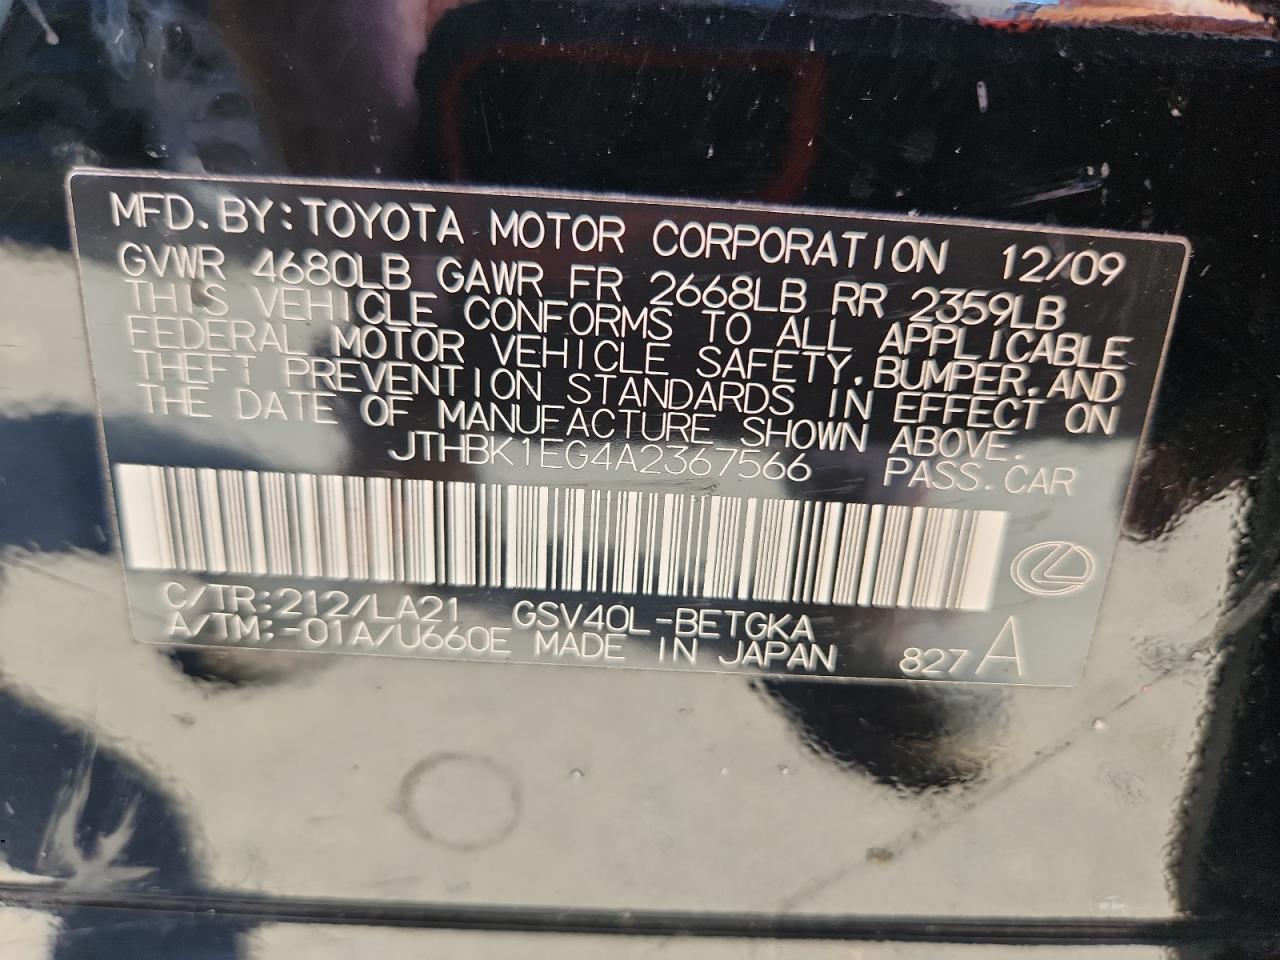 MFD.BY:TOYOTA MOTOR CORPORATION 12/09
GVWR 4680LB GAWR FR 2668LB RR 2359LB
THIS VEHICLE CONFORMS TO ALL APPLICABLE
FEDERAL MOTOR VEHICLE SAFETY,BUMPER,AND
THEFT PREVENTION STANDARDS IN EFFECT ON
THE DATE OF MANUFACTURE SHOWN ABOVE.
JTHBK1EG4A2367566 PASS.CAR
C/TR:212/LA21 GSV40L-BETGKA
A/TM:-01A/U660E MADE IN JAPAN 827A